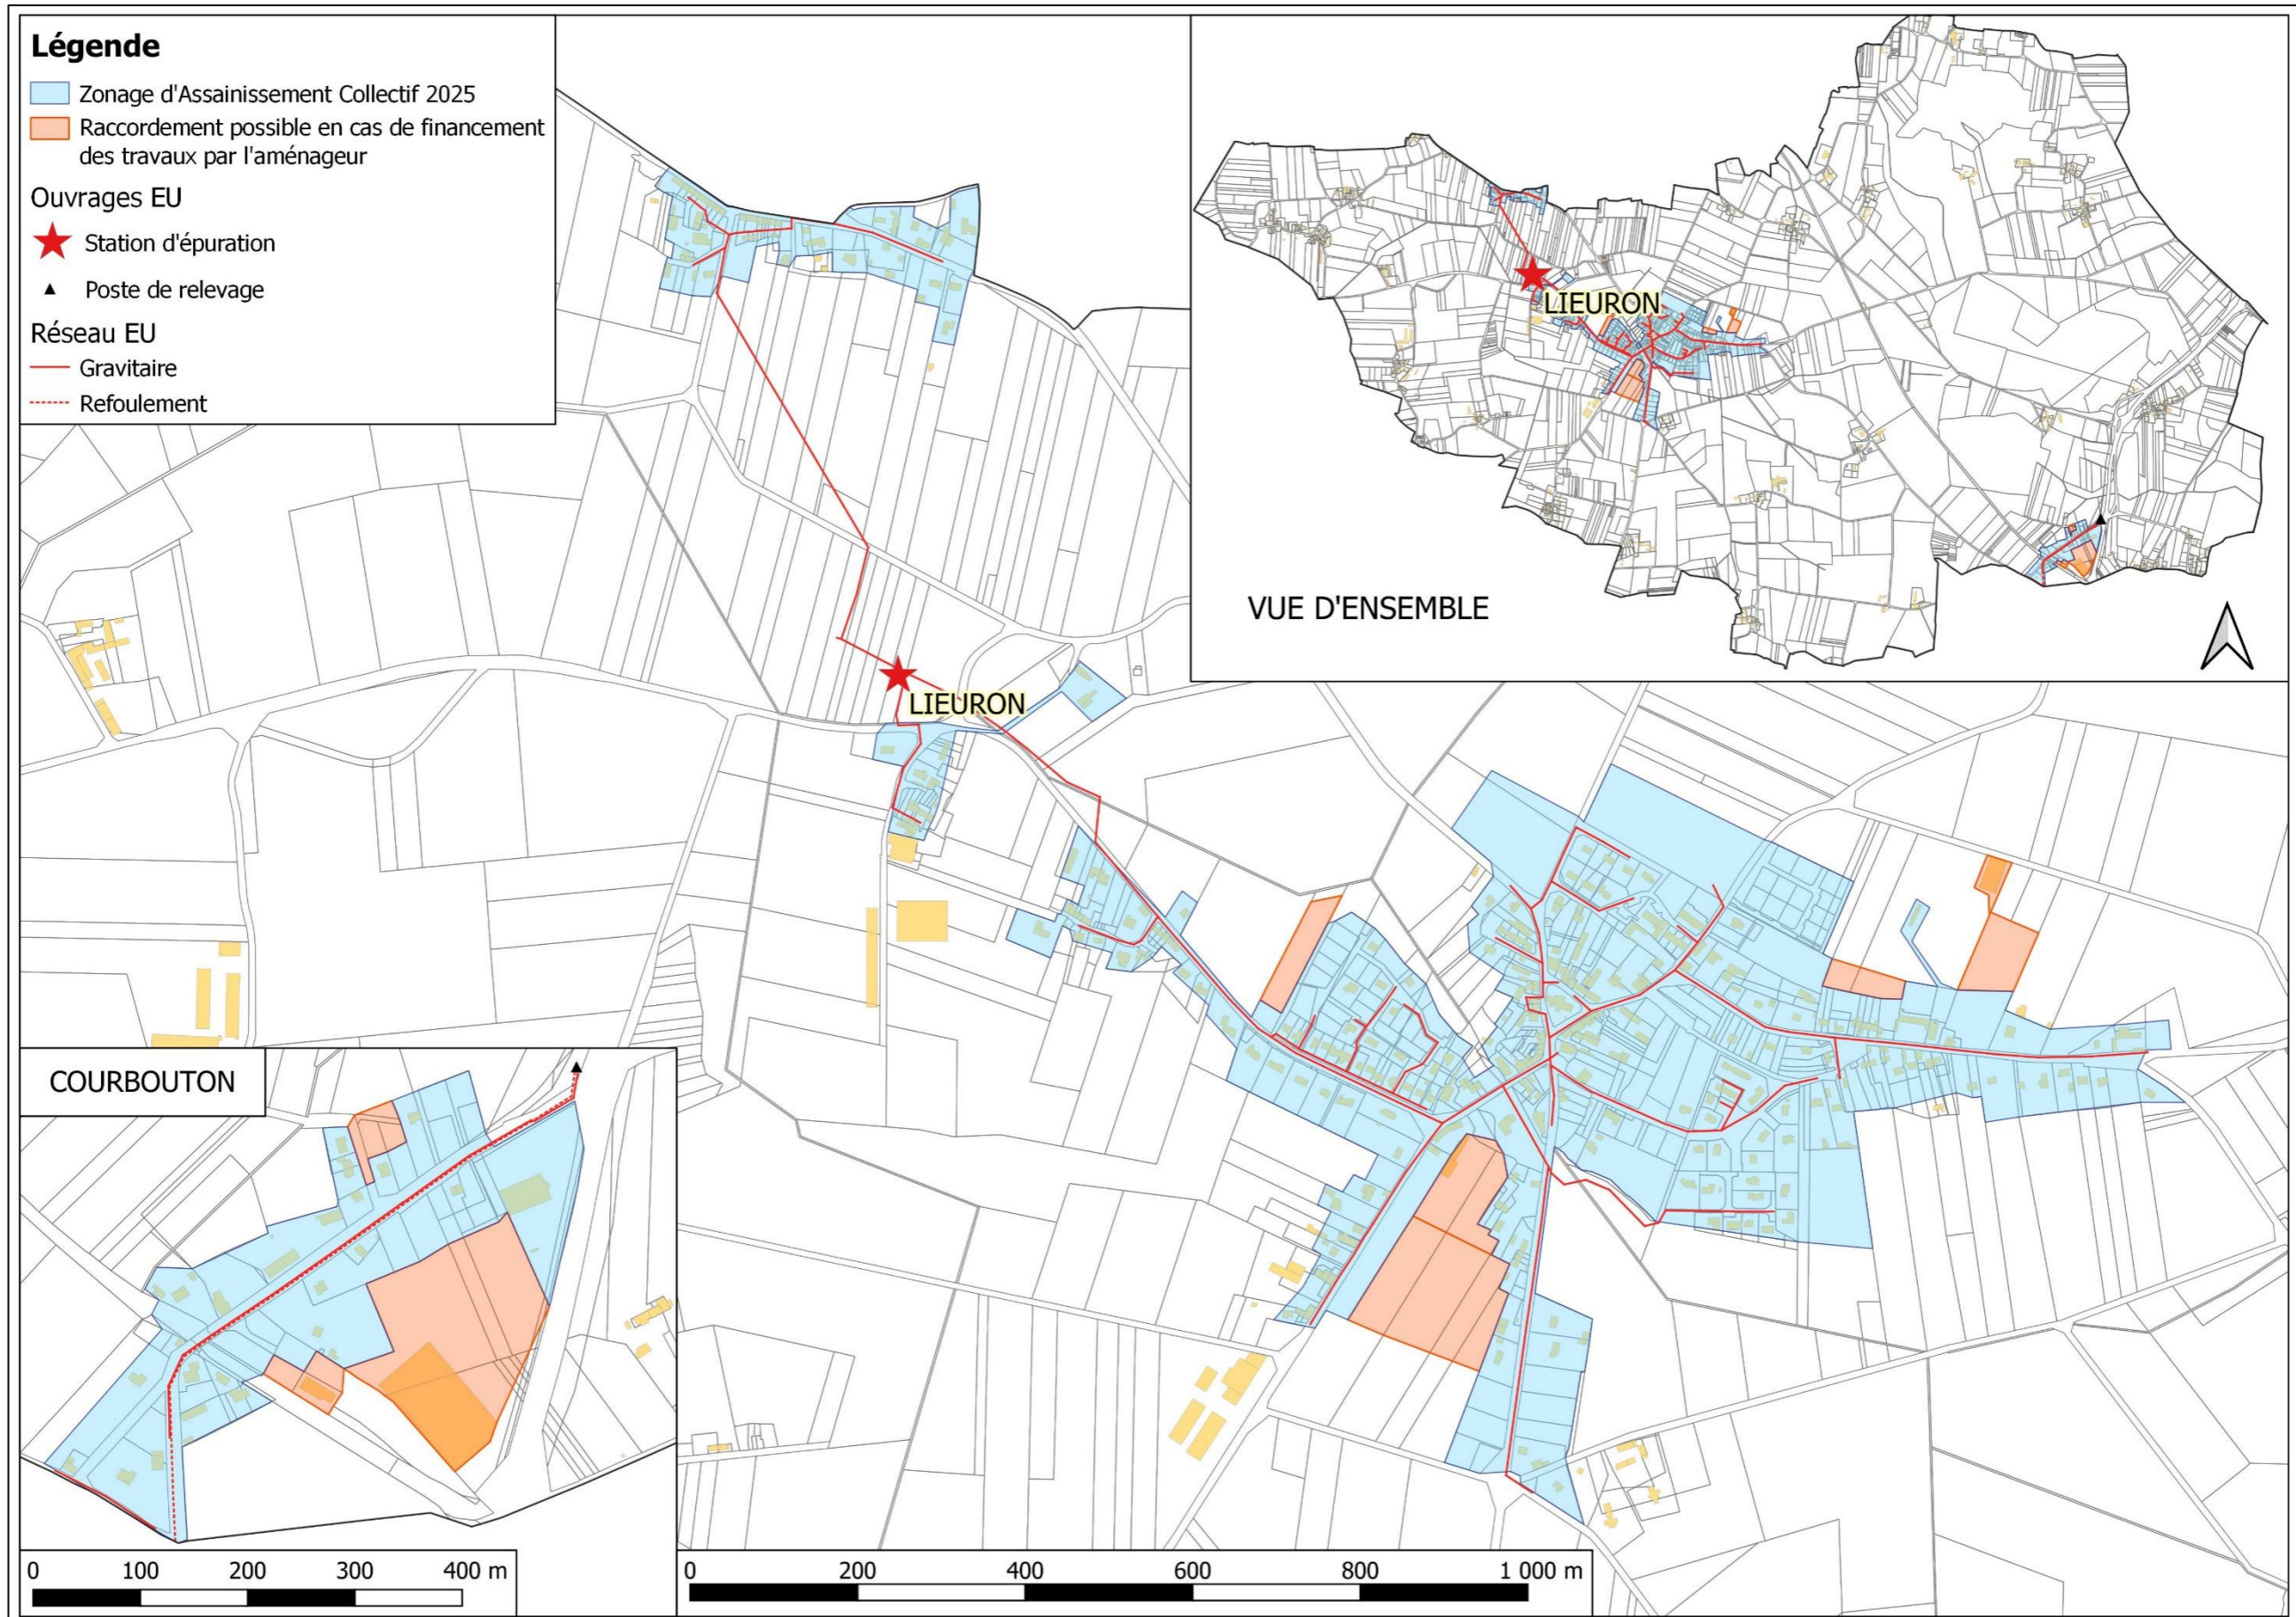 Légende
Zonage d'Assainissement Collectif 2025
Raccordement possible en cas de financement
des travaux par l'aménageur
Ouvrages EU
Station d'épuration
Poste de relevage
Réseau EU
Gravitaire
Refoulement
LIEURON
VUE D'ENSEMBLE
LIEURON
COURBOUTON
0 100 200 300 400 m
0 200 400 600 800 1 000 m